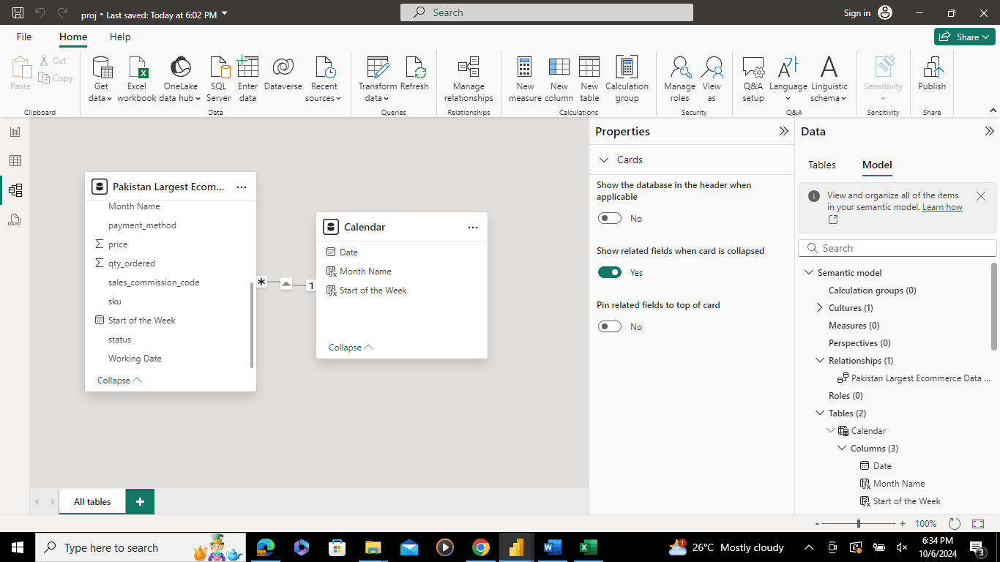 proj • Last saved: Today at 6:02 PM
Search
Sign in
File
Home
Help
Share
Paste
Cut
Copy
Clipboard
Get data
Excel workbook
OneLake data hub
SQL Server
Enter data
Dataverse
Recent sources
Data
Transform data
Refresh
Queries
Manage relationships
Relationships
New measure
New column
New table
Calculation group
Calculations
Manage roles
View as
Security
Q&A setup
Language
Linguistic schema
Q&A
Sensitivity
Sensitivity
Publish
Share
DAX
Pakistan Largest Ecom...
Month Name
payment_method
price
qty_ordered
sales_commission_code
sku
Start of the Week
status
Working Date
Collapse
* 1
Calendar
Date
Month Name
Start of the Week
Collapse
All tables
Properties
Cards
Show the database in the header when
applicable
No
Show related fields when card is collapsed
Yes
Pin related fields to top of card
No
Data
Tables
Model
View and organize all of the items
in your semantic model. Learn how
Search
Semantic model
Calculation groups (0)
Cultures (1)
Measures (0)
Perspectives (0)
Relationships (1)
Pakistan Largest Ecommerce Data ...
Roles (0)
Tables (2)
Calendar
Columns (3)
Date
Month Name
Start of the Week
- + 100%
Type here to search
1
26°C Mostly cloudy
6:34 PM
10/6/2024
3